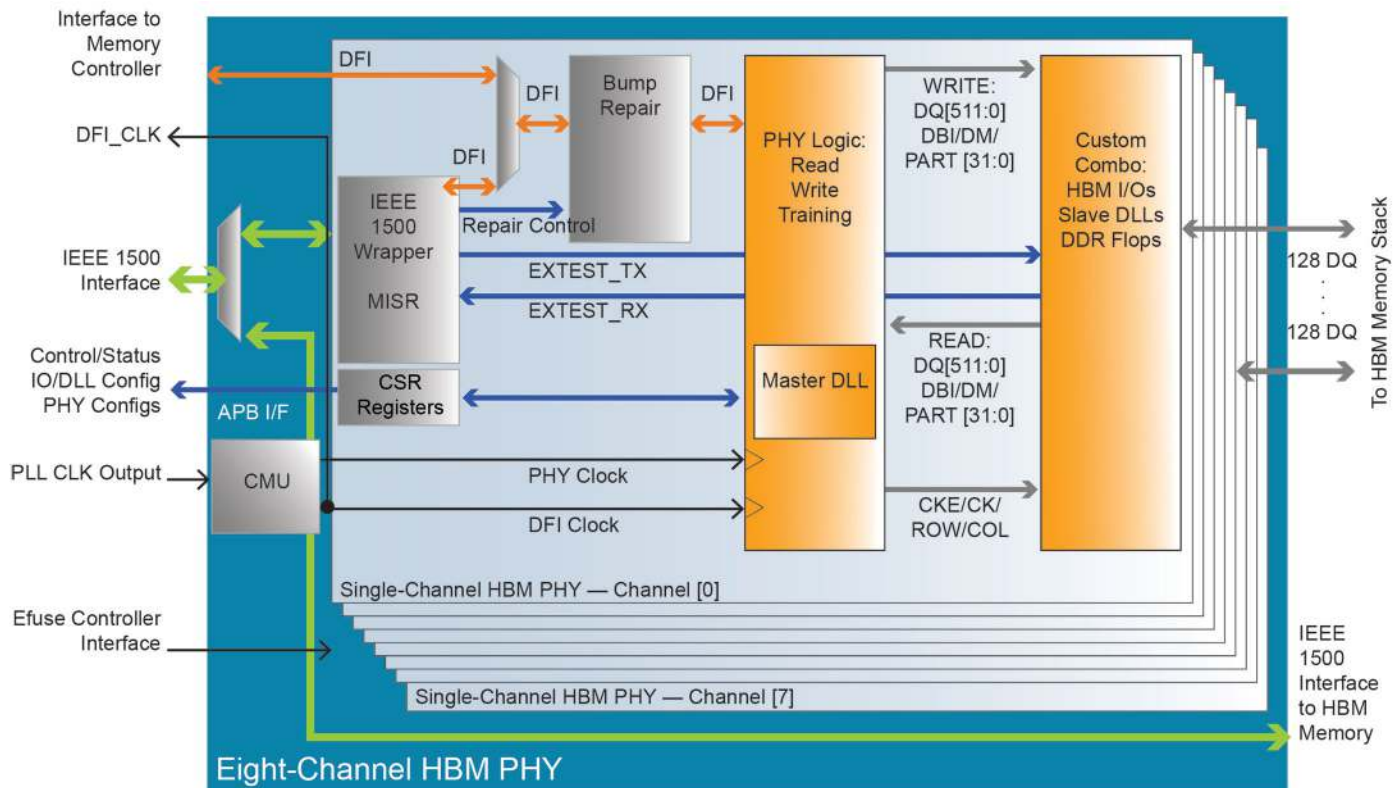 Interface to
Memory
Controller
DFI
DFI_CLK
DFI
DFI
DFI
Bump
Repair
IEEE
1500
Wrapper
MISR
Repair Control
EXTEST_TX
EXTEST_RX
IEEE 1500
Interface
Control/Status
IO/DLL Config
PHY Configs
APB I/F
CSR
Registers
PLL CLK Output
CMU
PHY Clock
DFI Clock
PHY Logic:
Read
Write
Training
Master DLL
WRITE:
DQ[511:0]
DBI/DM/
PART [31:0]
READ:
DQ[511:0]
DBI/DM/
PART [31:0]
CKE/CK/
ROW/COL
Custom
Combo:
HBM I/Os
Slave DLLs
DDR Flops
128 DQ
.
.
.
128 DQ
To HBM Memory Stack
Single-Channel HBM PHY — Channel [0]
Efuse Controller
Interface
Single-Channel HBM PHY — Channel [7]
IEEE
1500
Interface
to HBM
Memory
Eight-Channel HBM PHY